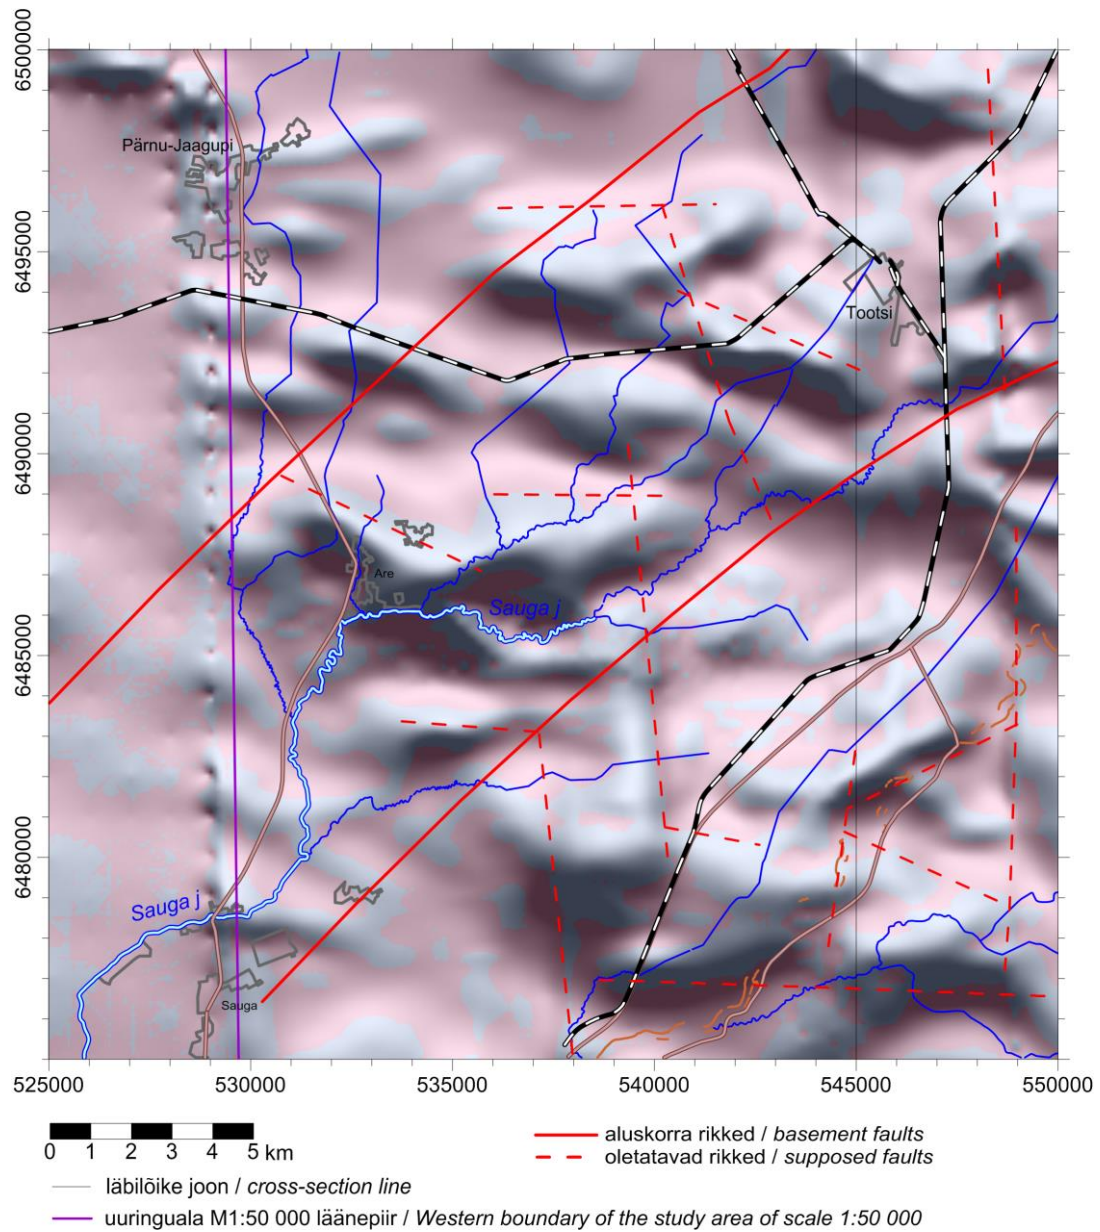 6500000
Pärnu-Jaagupi
6495000
Tootsi
6490000
Are
Sauga j
6485000
6480000
Sauga j
Sauga
525000 530000 535000 540000 545000 550000
0 1 2 3 4 5 km
aluskorra rikked / basement faults
oletatavad rikked / supposed faults
läbilõike joon / cross-section line
uuringuala M1:50 000 läänepiir / Western boundary of the study area of scale 1:50 000